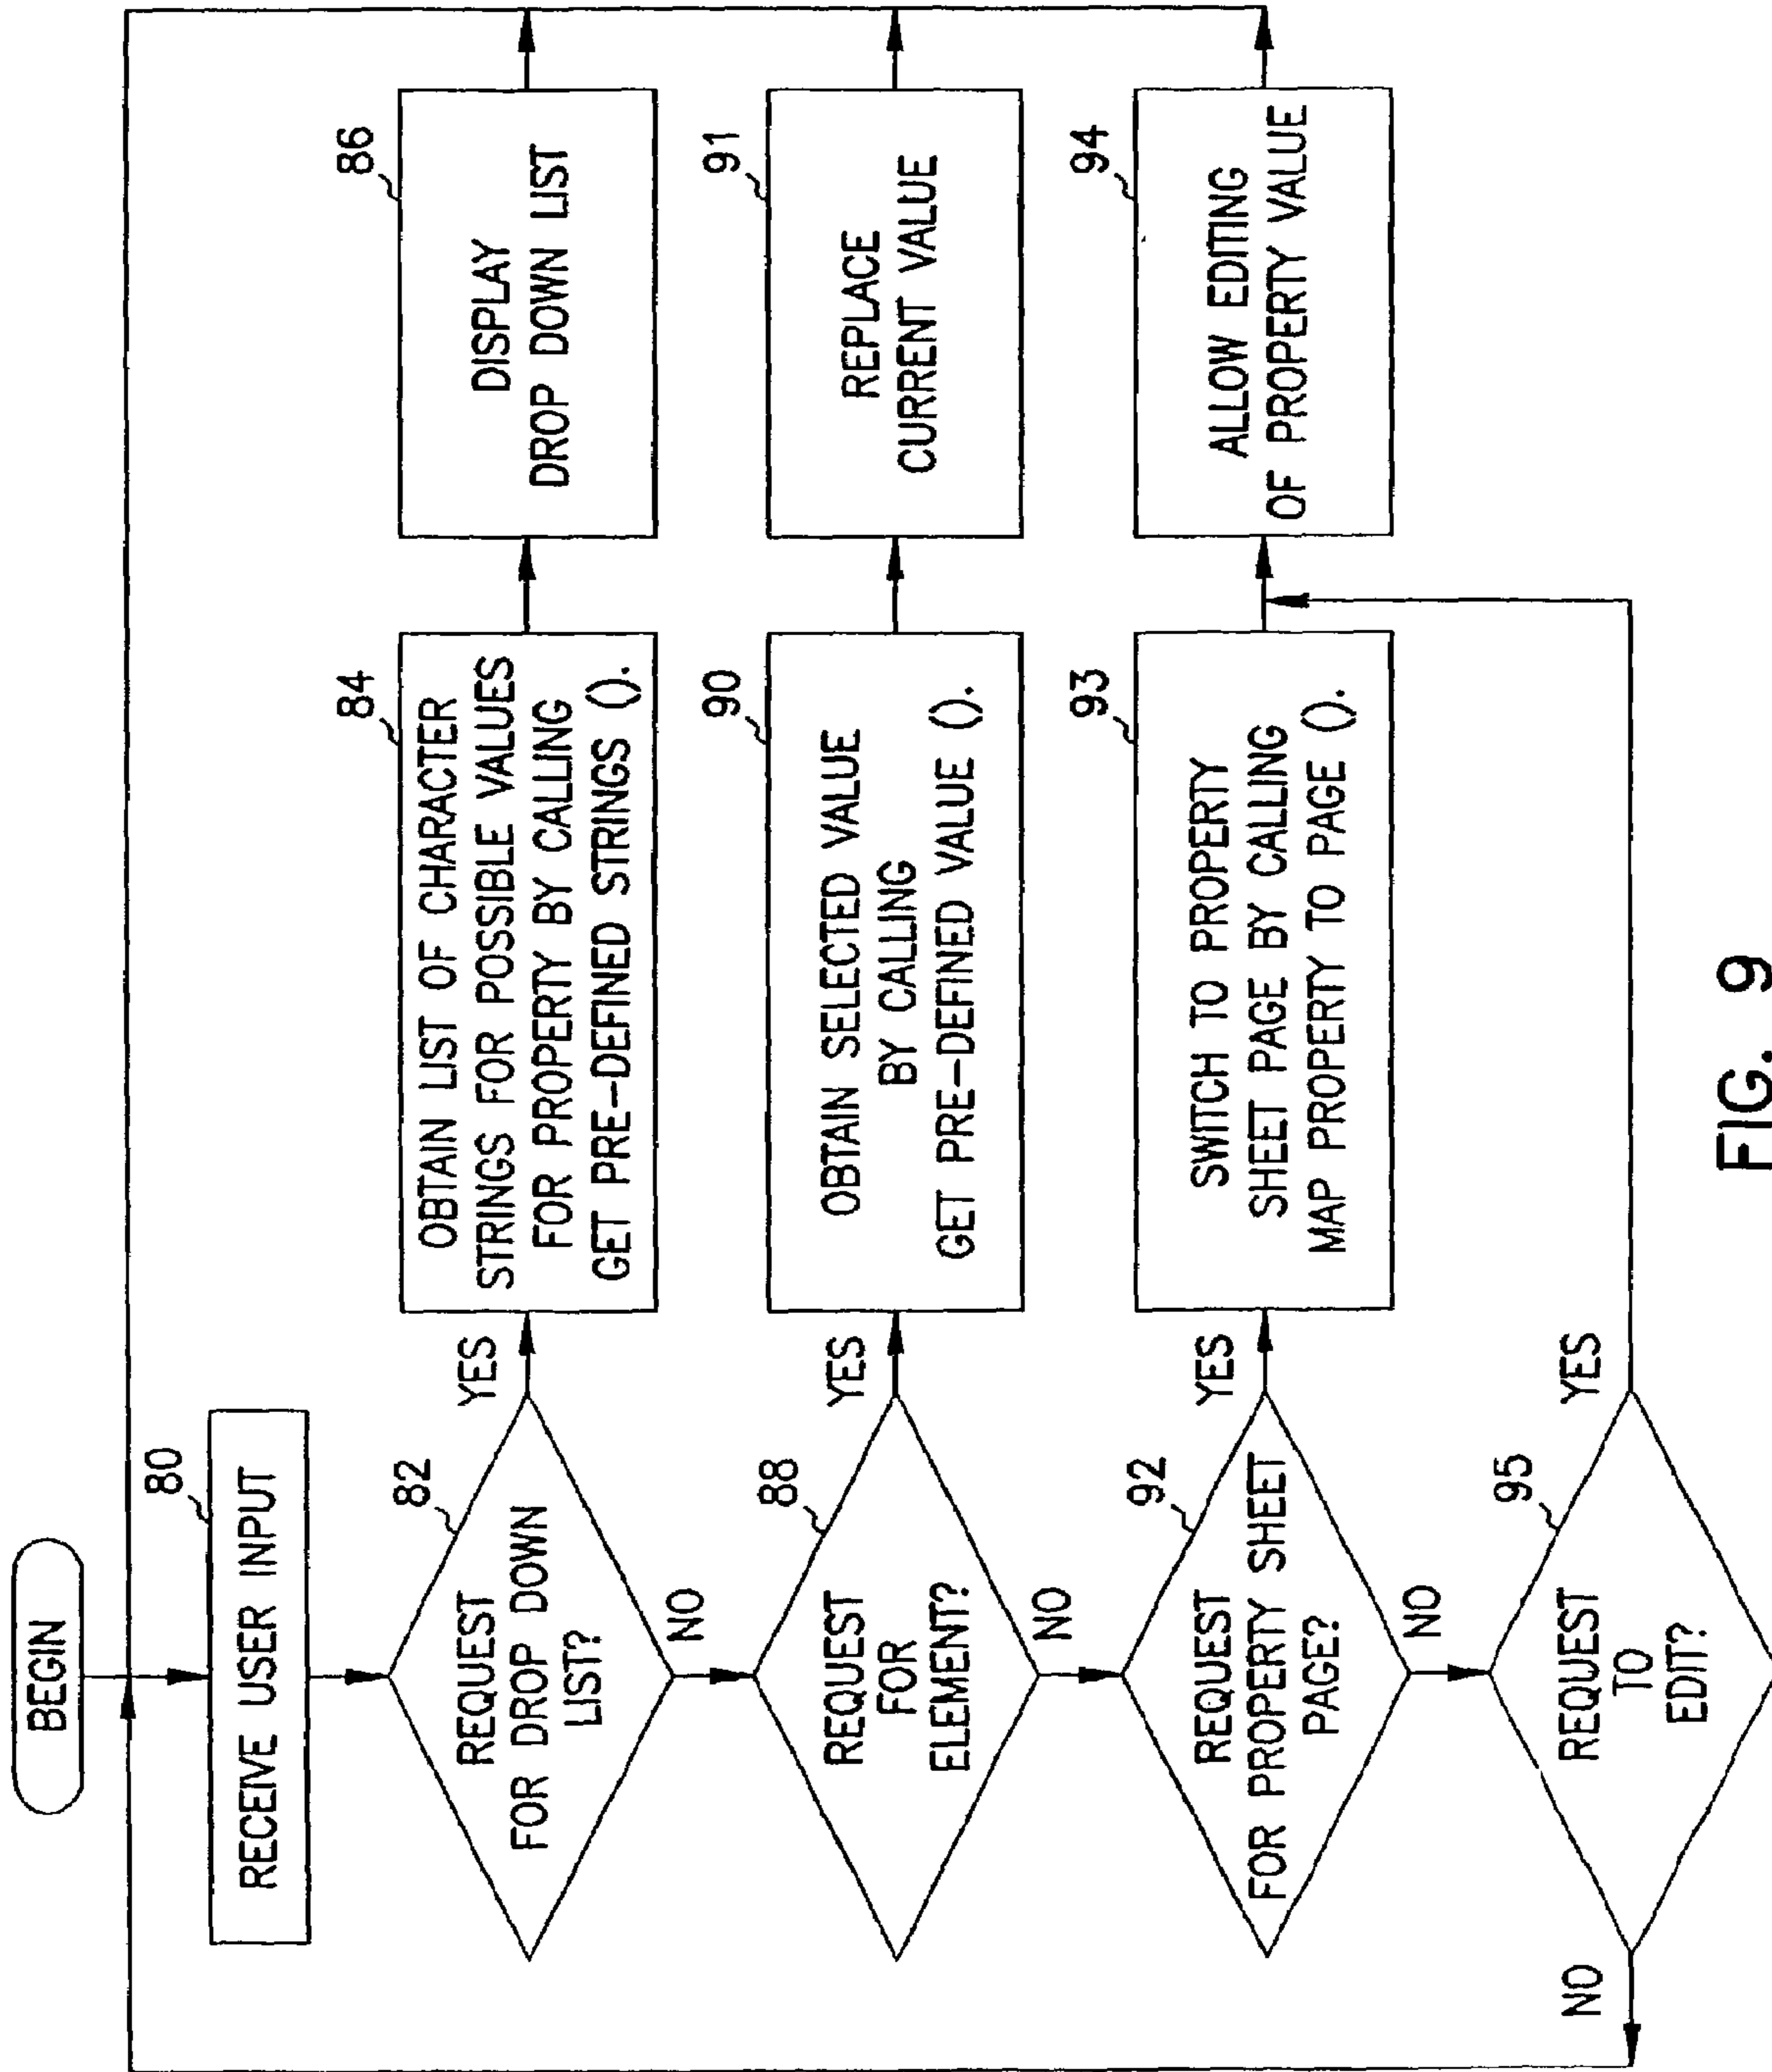 BEGIN
80
RECEIVE USER INPUT
82
REQUEST
FOR DROP DOWN
LIST?
YES
NO
84
OBTAIN LIST OF CHARACTER
STRINGS FOR POSSIBLE VALUES
FOR PROPERTY BY CALLING
GET PRE-DEFINED STRINGS ().
86
DISPLAY
DROP DOWN LIST
88
REQUEST
FOR
ELEMENT?
YES
NO
90
OBTAIN SELECTED VALUE
BY CALLING
GET PRE-DEFINED VALUE ().
91
REPLACE
CURRENT VALUE
92
REQUEST
FOR PROPERTY SHEET
PAGE?
YES
NO
93
SWITCH TO PROPERTY
SHEET PAGE BY CALLING
MAP PROPERTY TO PAGE ().
94
ALLOW EDITING
OF PROPERTY VALUE
95
REQUEST
TO
EDIT?
YES
NO
FIG. 9